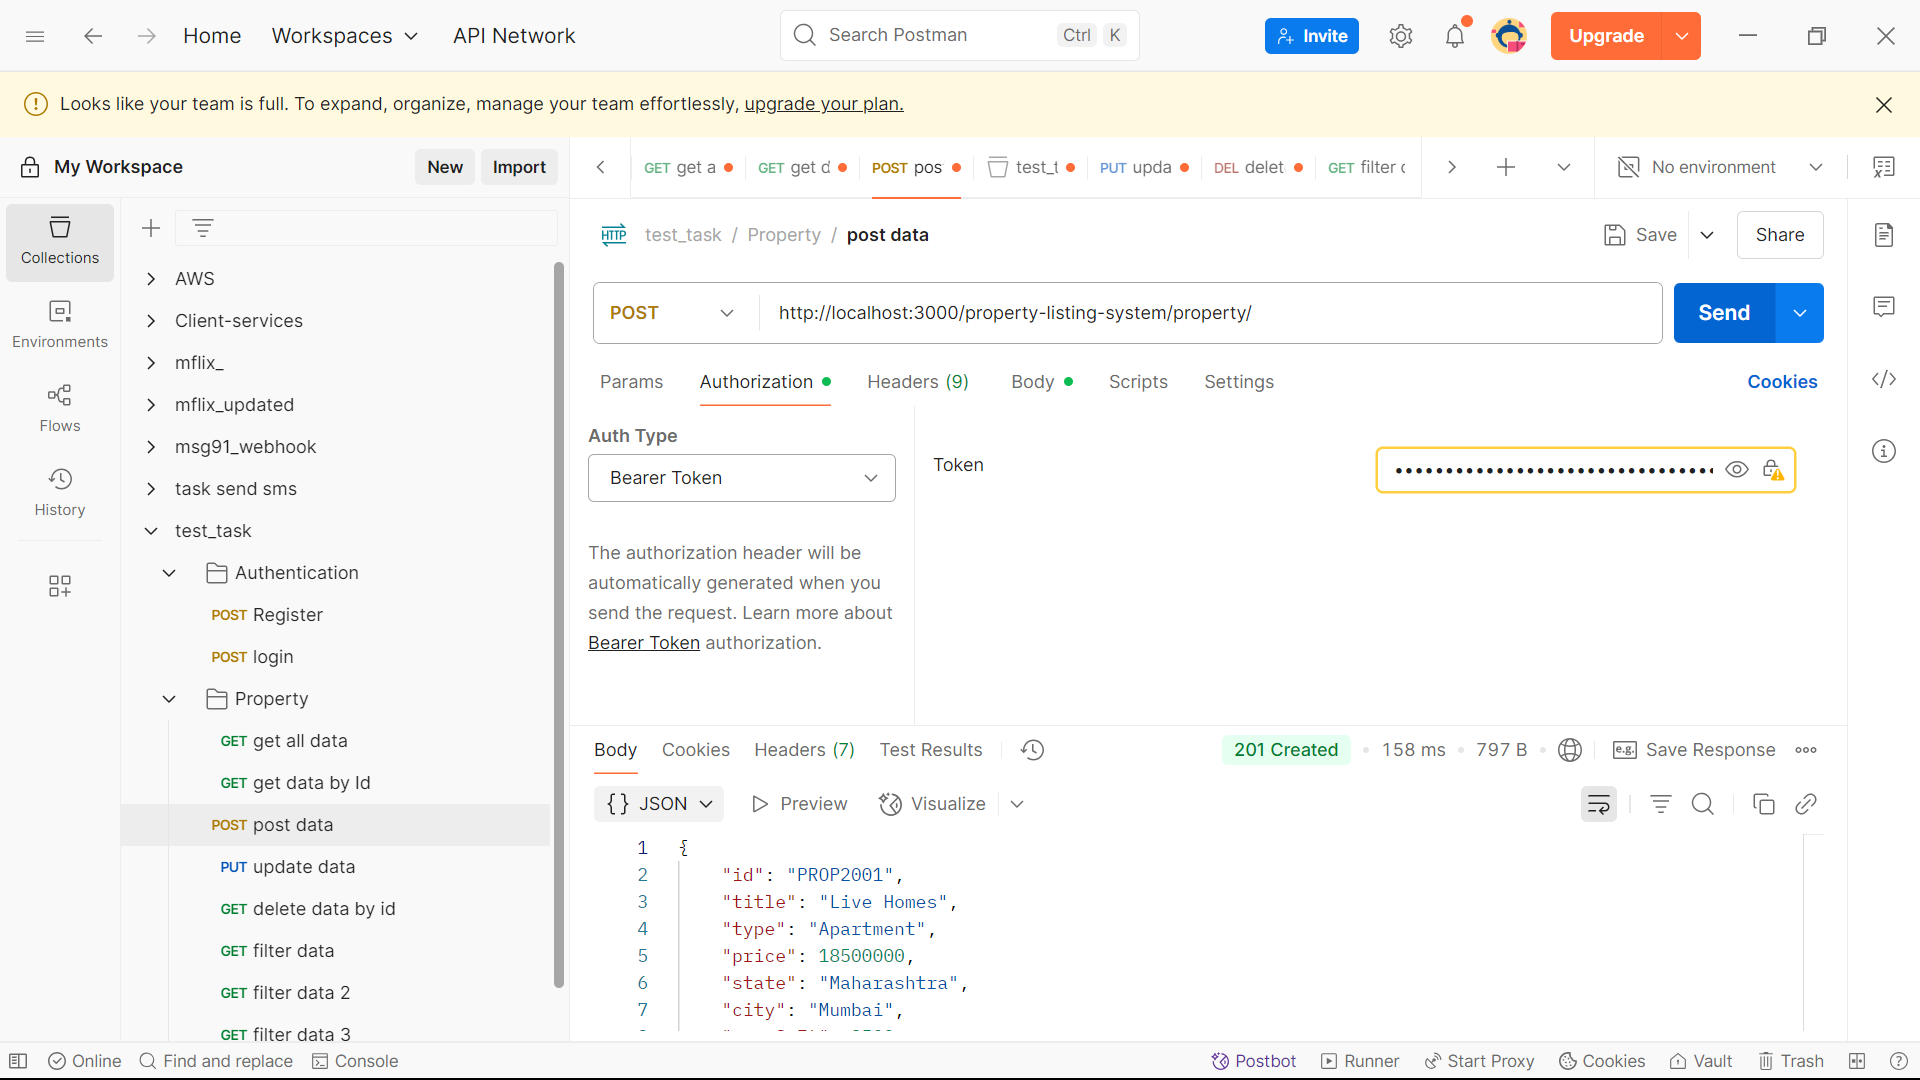 Home
Workspaces
API Network
Search Postman
Ctrl K
Invite
Upgrade
Looks like your team is full. To expand, organize, manage your team effortlessly, upgrade your plan.
My Workspace
New
Import
GET get a
GET get d
POST pos
test_t
PUT upda
DEL delet
GET filter
No environment
Collections
Environments
Flows
History
AWS
Client-services
mflix_
mflix_updated
msg91_webhook
task send sms
test_task
Authentication
POST Register
POST login
Property
GET get all data
GET get data by Id
POST post data
PUT update data
GET delete data by id
GET filter data
GET filter data 2
GET filter data 3
HTTP test_task / Property / post data
Save
Share
POST
http://localhost:3000/property-listing-system/property/
Send
Params
Authorization
Headers (9)
Body
Scripts
Settings
Cookies
Auth Type
Bearer Token
The authorization header will be
automatically generated when you
send the request. Learn more about
Bearer Token authorization.
Token
Body
Cookies
Headers (7)
Test Results
201 Created
158 ms
797 B
e.g. Save Response
{} JSON
Preview
Visualize
1 {
2 "id": "PROP2001",
3 "title": "Live Homes",
4 "type": "Apartment",
5 "price": 18500000,
6 "state": "Maharashtra",
7 "city": "Mumbai",
Online
Find and replace
Console
Postbot
Runner
Start Proxy
Cookies
Vault
Trash